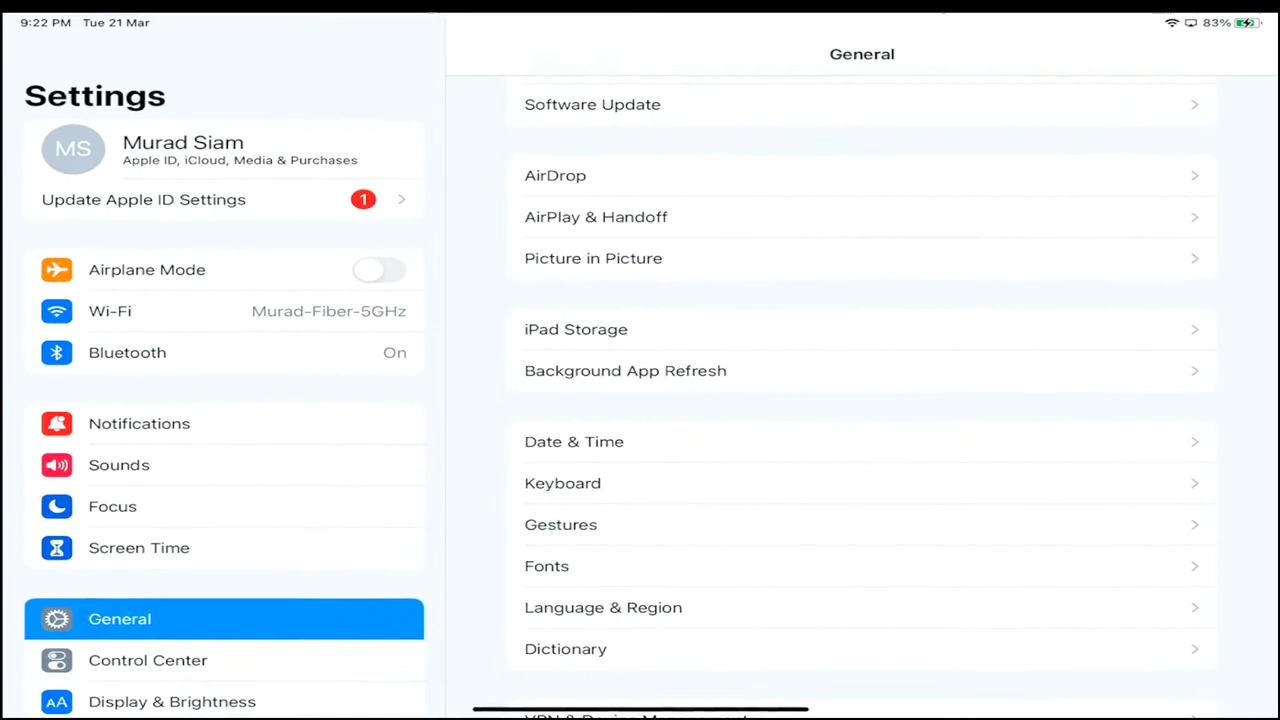 9:22 PM Tue 21 Mar
83%
Settings
MS
Murad Siam
Apple ID, iCloud, Media & Purchases
Update Apple ID Settings 1
Airplane Mode
Wi-Fi Murad-Fiber-5GHz
Bluetooth On
Notifications
Sounds
Focus
Screen Time
General
Control Center
AA Display & Brightness
General
Software Update
AirDrop
AirPlay & Handoff
Picture in Picture
iPad Storage
Background App Refresh
Date & Time
Keyboard
Gestures
Fonts
Language & Region
Dictionary
VPN & Device Management